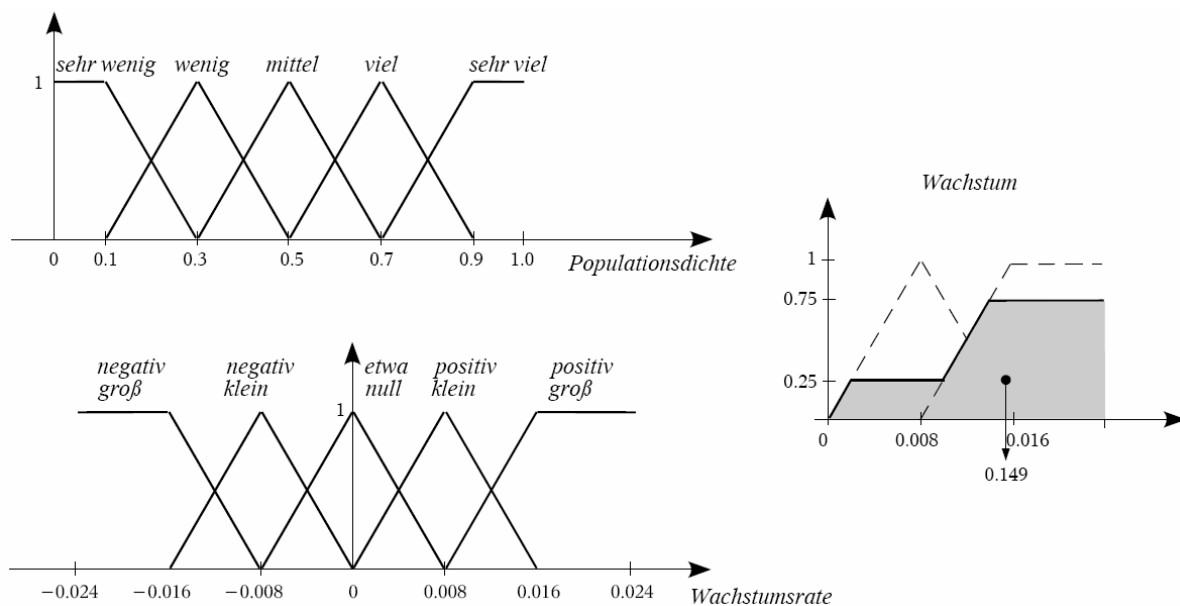 sehr wenig wenig mittel viel sehr viel
1
0 0.1 0.3 0.5 0.7 0.9 1.0
Populationsdichte
negativ groß
negativ klein
etwa null
positiv klein
positiv groß
1
−0.024 −0.016 −0.008 0 0.008 0.016 0.024
Wachstumsrate
Wachstum
1
0.75
0.25
0 0.008 0.016
0.149